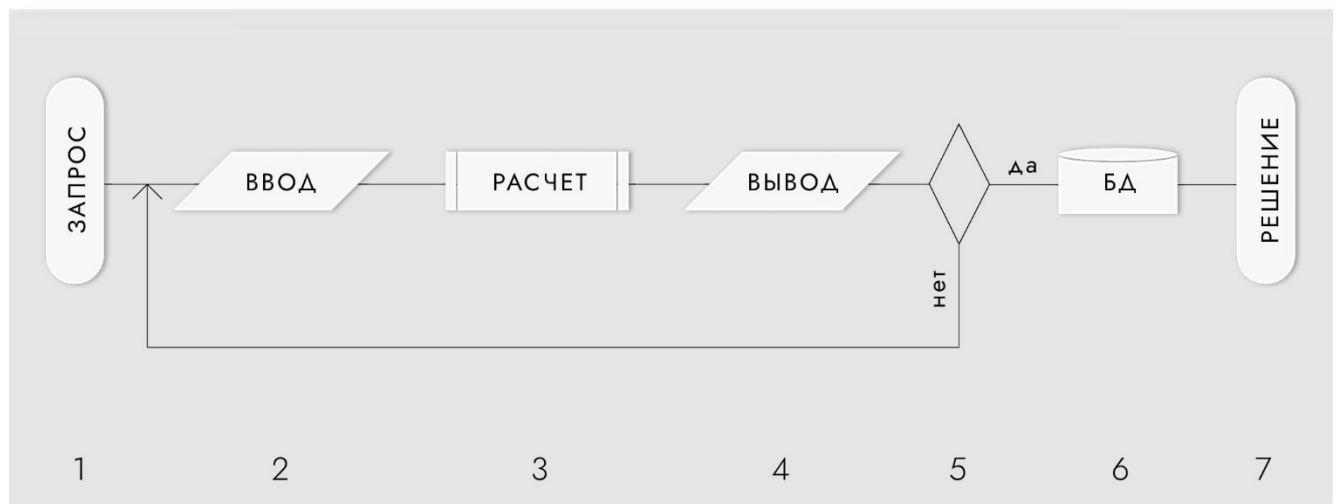 ЗАПРОС
ВВОД
РАСЧЕТ
ВЫВОД
да
нет
БД
РЕШЕНИЕ
1 2 3 4 5 6 7